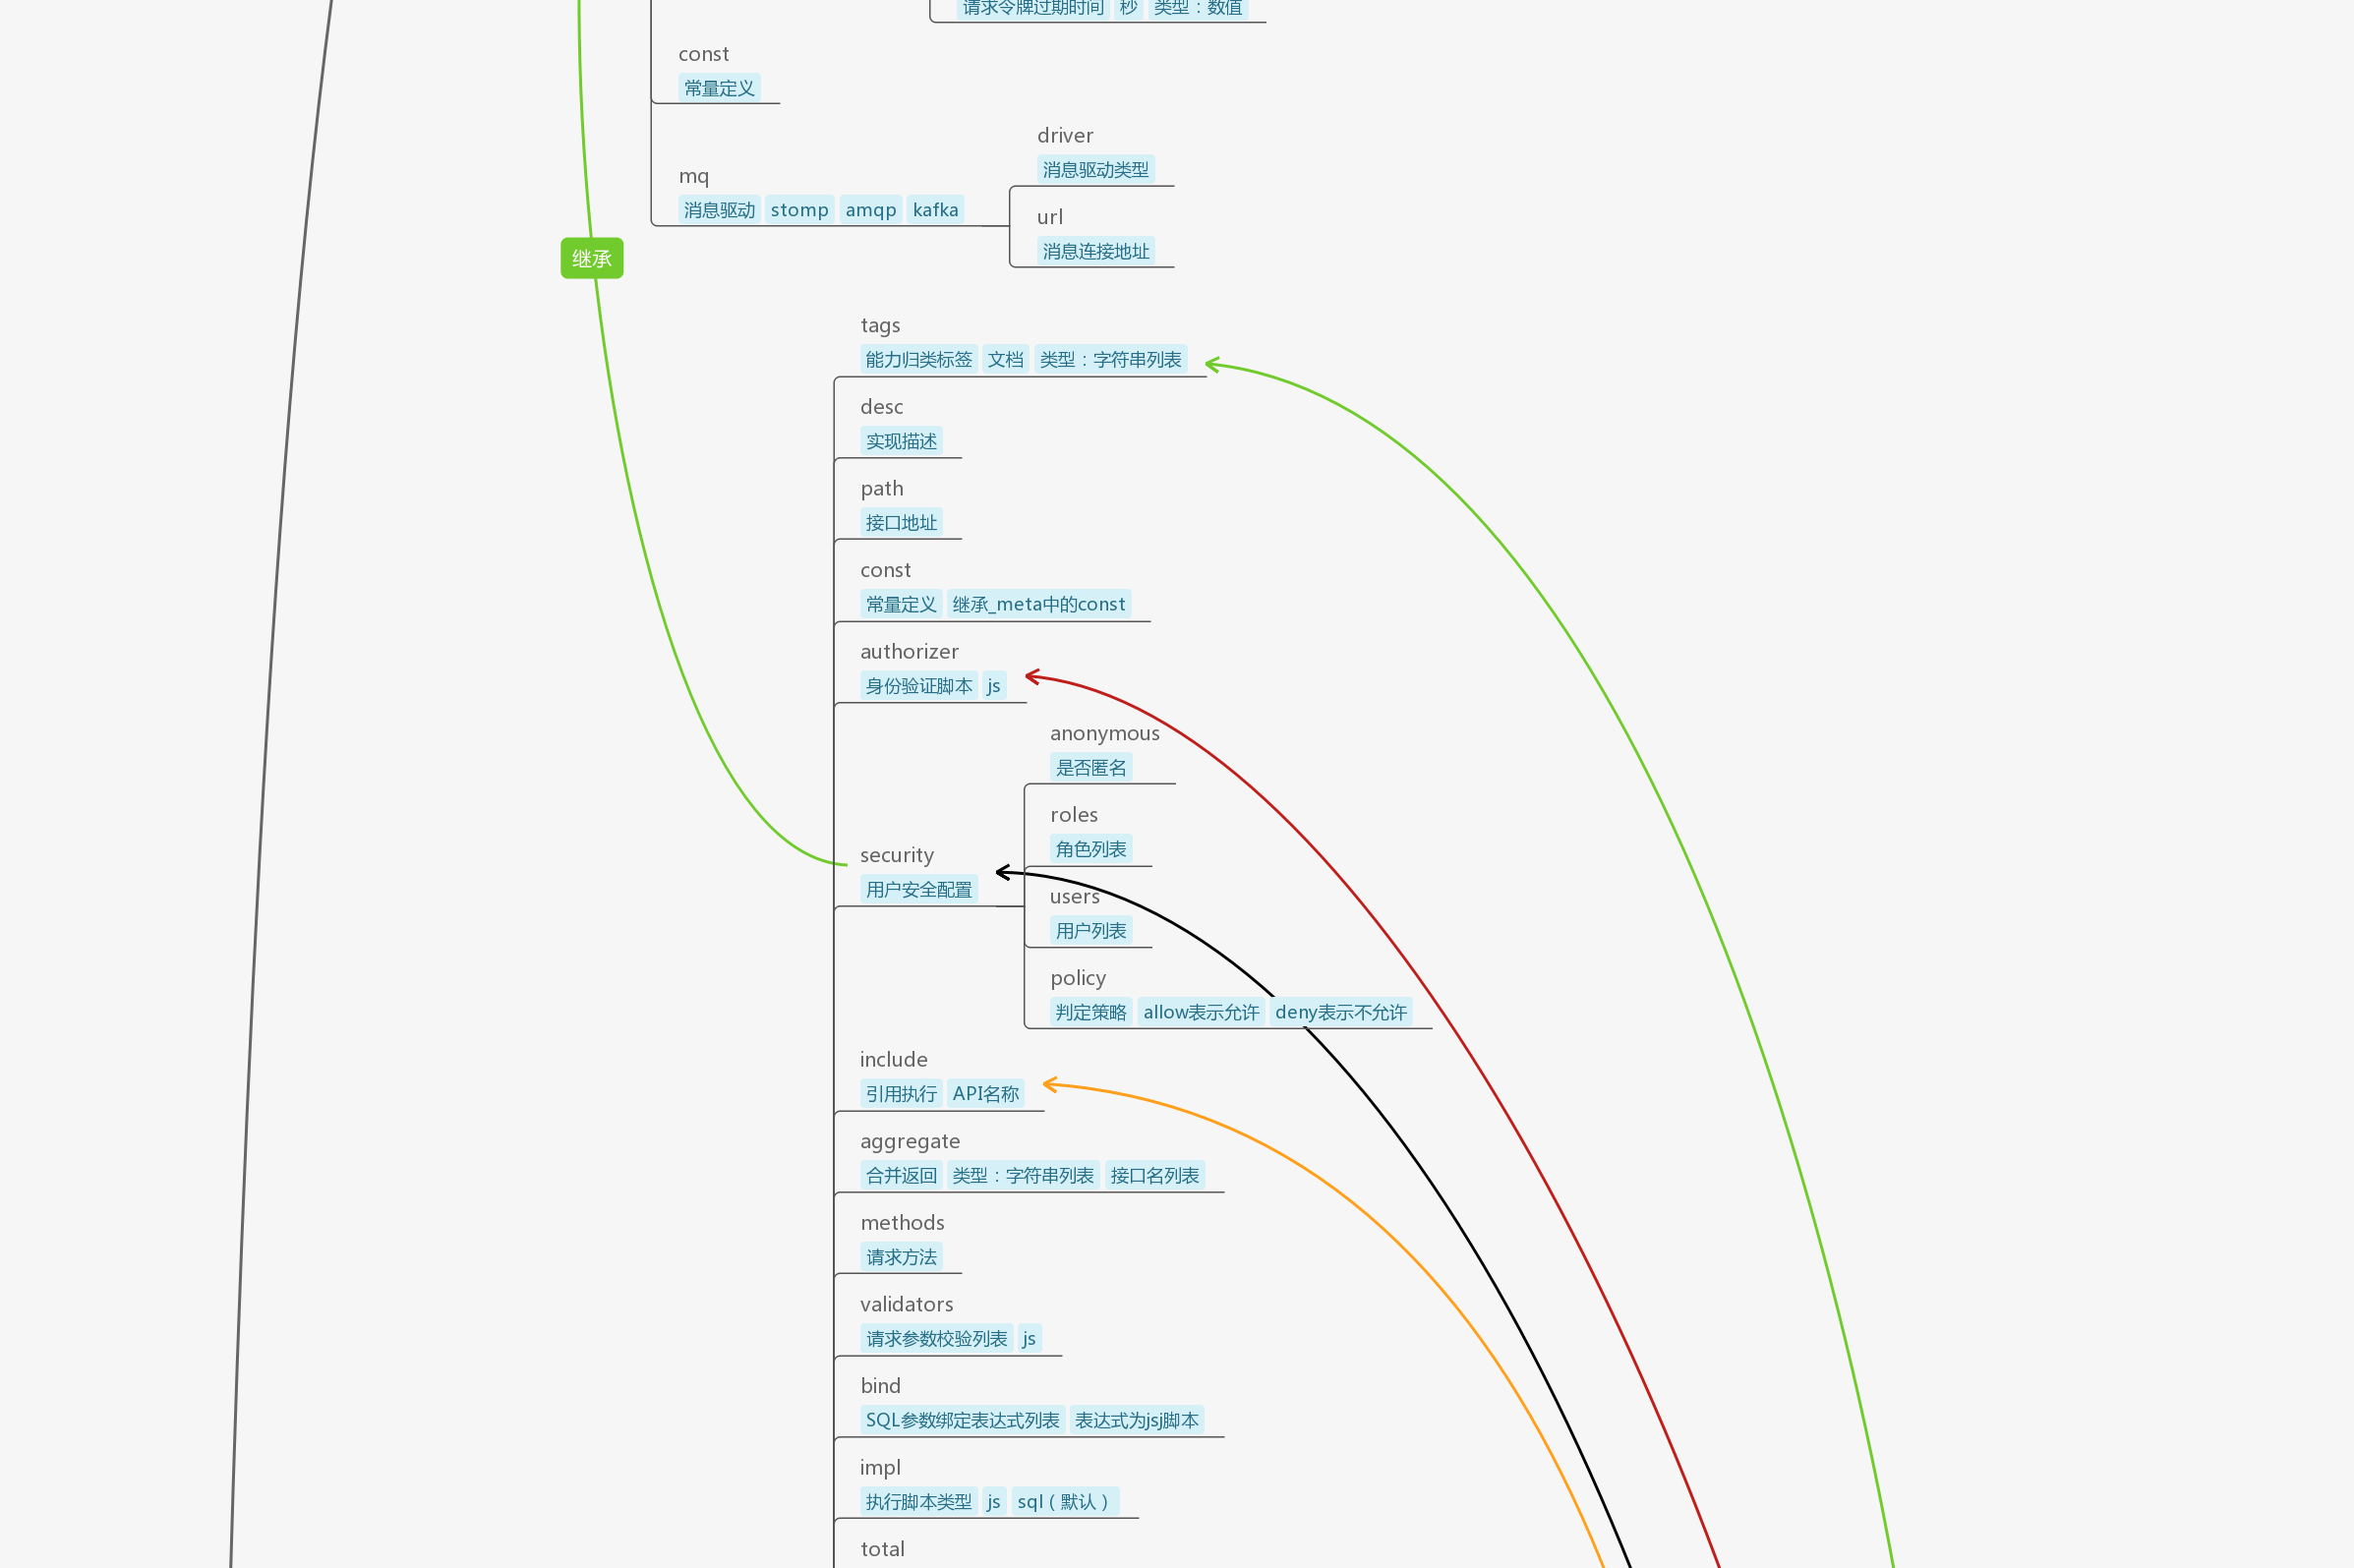 请求令牌过期时间 秒 类型：数值
const
常量定义
driver
消息驱动类型
mq
消息驱动 stomp amqp kafka
url
消息连接地址
继承
tags
能力归类标签 文档 类型：字符串列表
desc
实现描述
path
接口地址
const
常量定义 继承_meta中的const
authorizer
身份验证脚本 js
anonymous
是否匿名
roles
角色列表
security
用户安全配置
users
用户列表
policy
判定策略 allow表示允许 deny表示不允许
include
引用执行 API名称
aggregate
合并返回 类型：字符串列表 接口名列表
methods
请求方法
validators
请求参数校验列表 js
bind
SQL参数绑定表达式列表 表达式为jsj脚本
impl
执行脚本类型 js sql（默认）
total